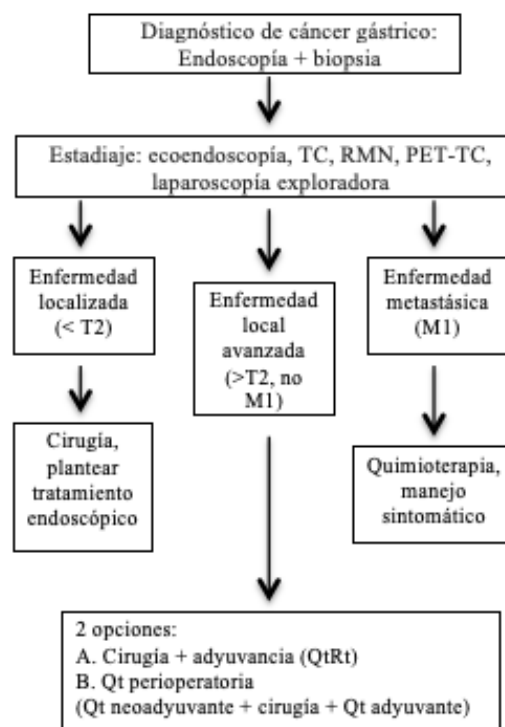 Diagnóstico de cáncer gástrico:
Endoscopía + biopsia
Estadiaje: ecoendoscopía, TC, RMN, PET-TC,
laparoscopía exploradora
Enfermedad
localizada
(< T2)
Enfermedad
local
avanzada
(>T2, no
M1)
Enfermedad
metastásica
(M1)
Cirugía,
plantear
tratamiento
endoscópico
Quimioterapia,
manejo
sintomático
2 opciones:
A. Cirugía + adyuvancia (QtRt)
B. Qt perioperatoria
(Qt neoadyuvante + cirugía + Qt adyuvante)